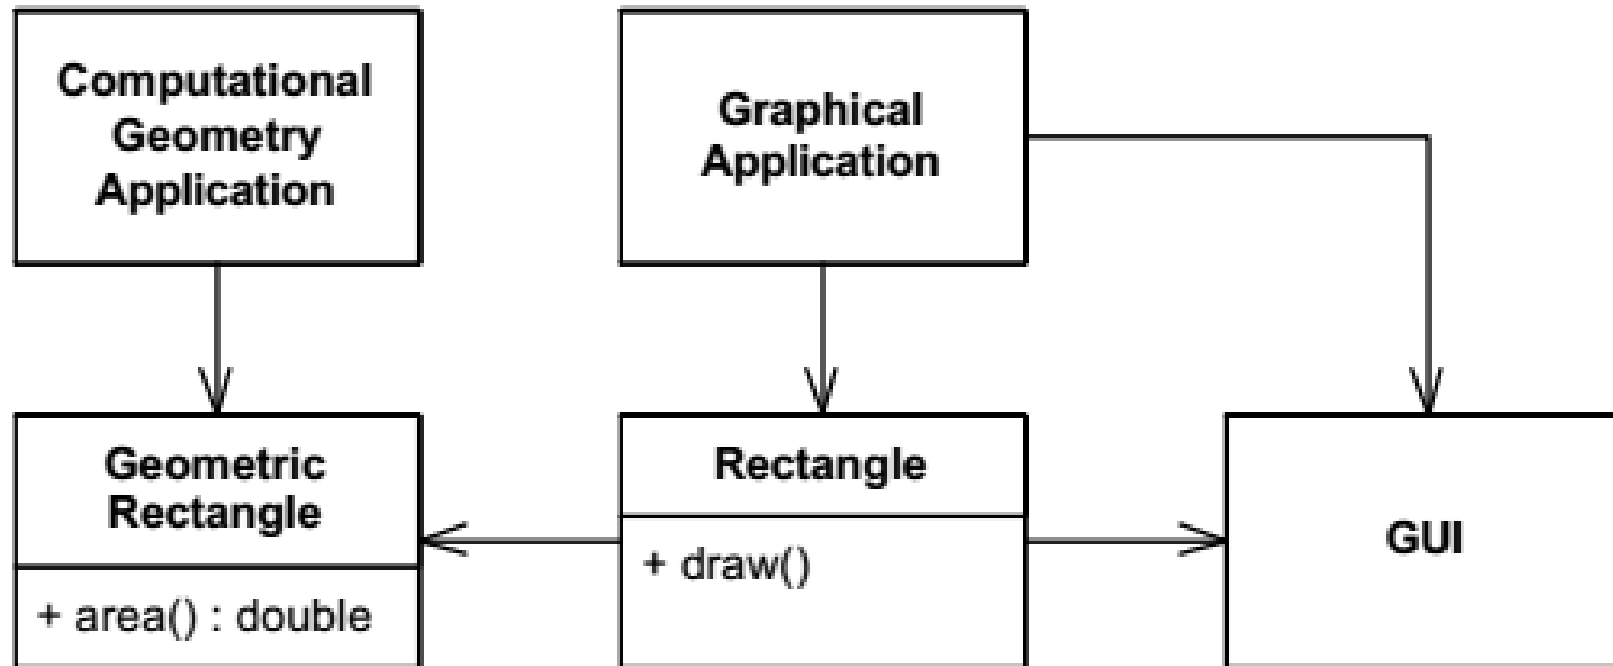 Computational
Geometry
Application
Graphical
Application
Geometric
Rectangle
+ area() : double
Rectangle
+ draw()
GUI